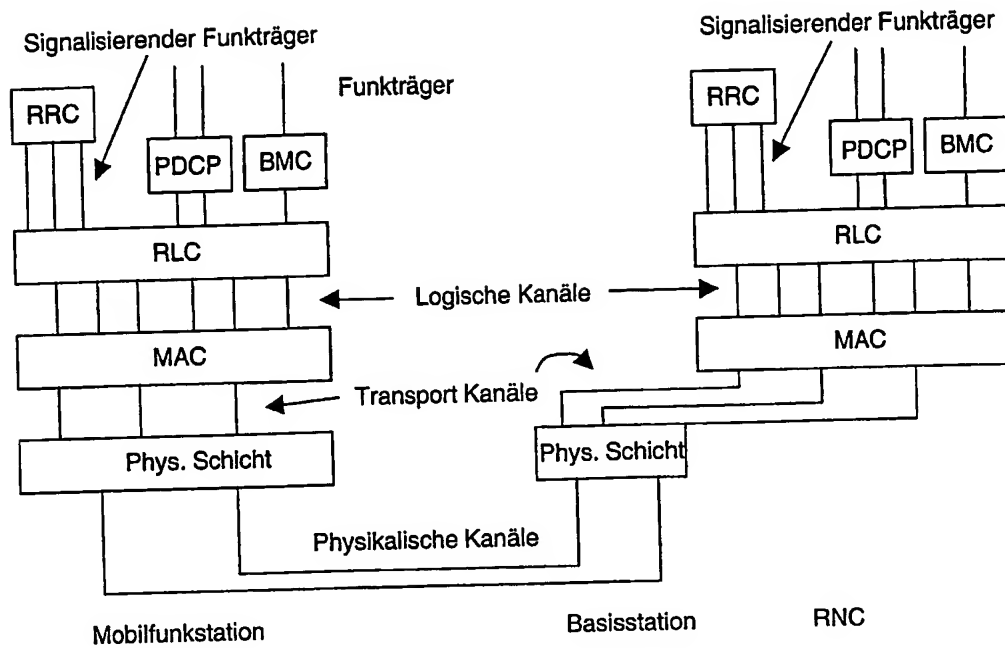 Signalisierender Funkträger
Signalisierender Funkträger
Funkträger
RRC
PDCP
BMC
RRC
PDCP
BMC
RLC
RLC
Logische Kanäle
MAC
MAC
Transport Kanäle
Phys. Schicht
Phys. Schicht
Physikalische Kanäle
Mobilfunkstation
Basisstation
RNC